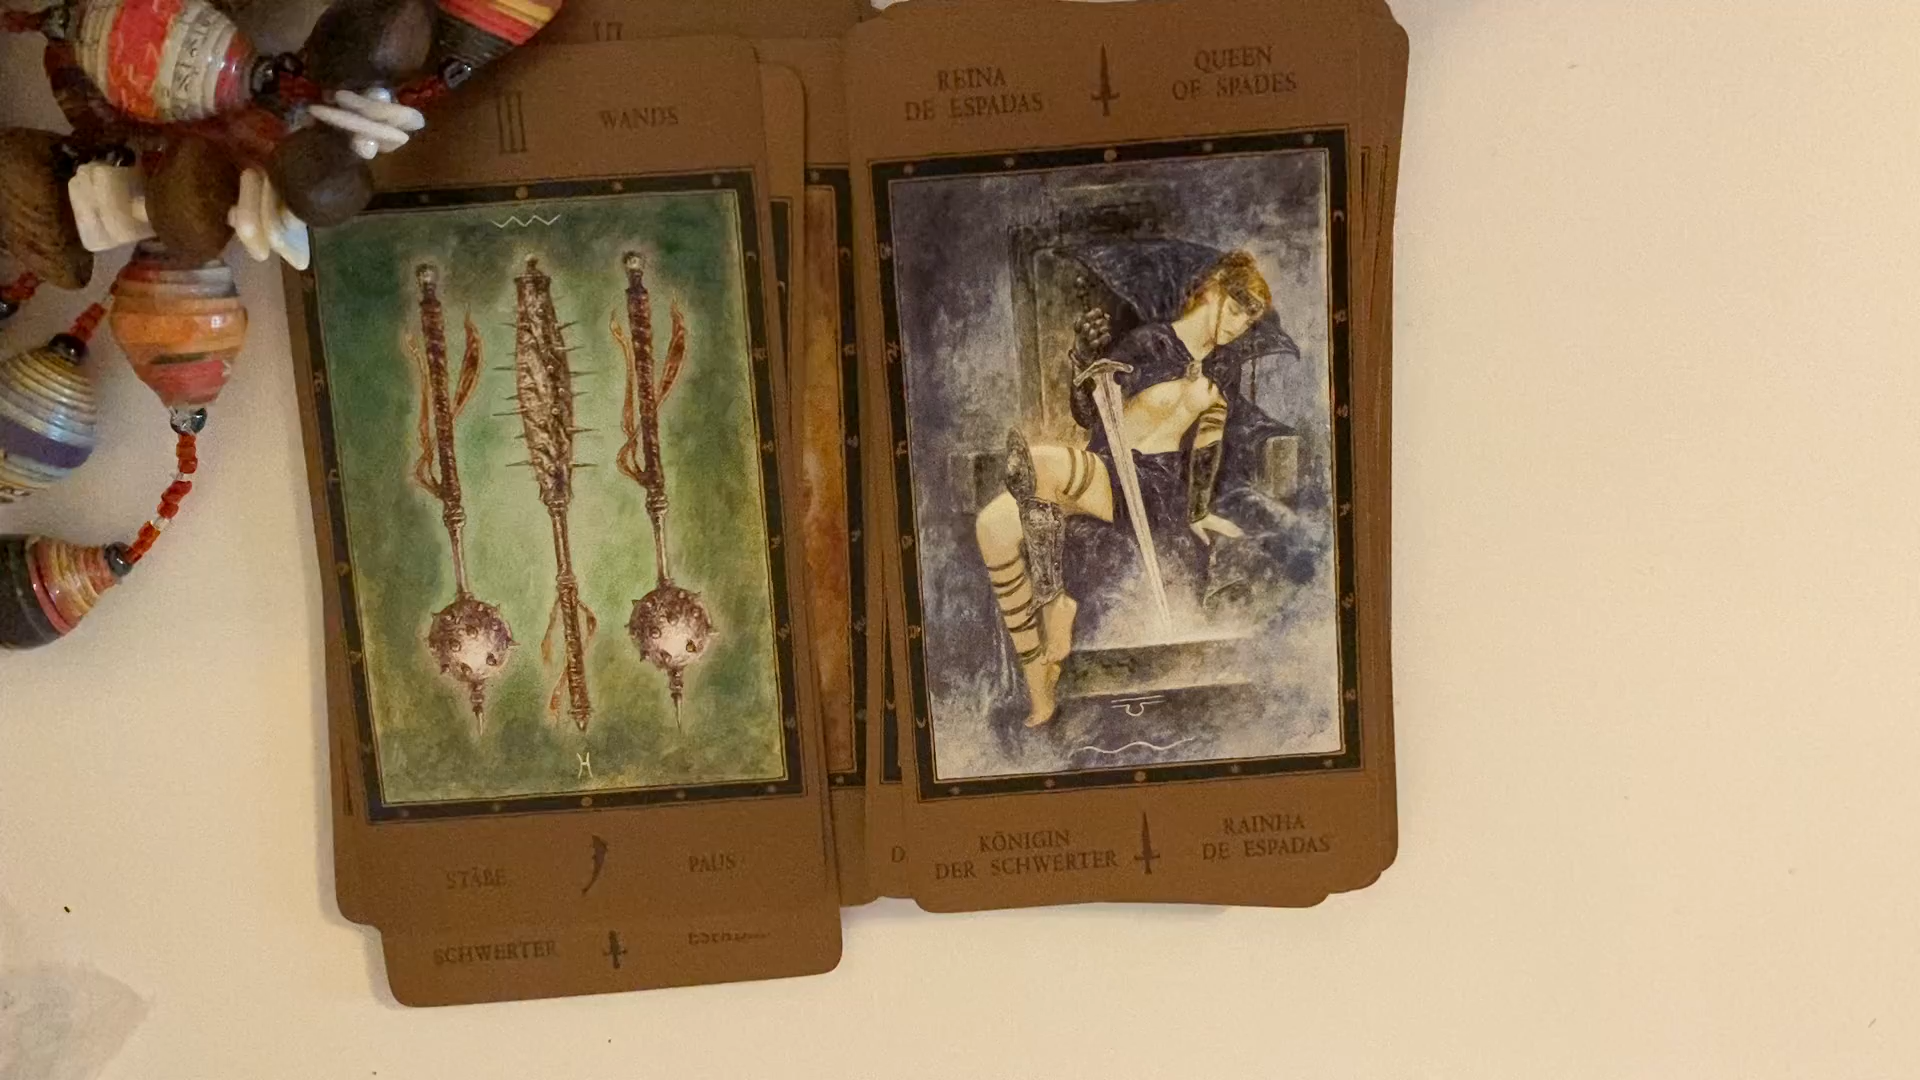 III
WANDS
REINA
DE ESPADAS
QUEEN
OF SPADES
STÄBE
PAUS
SCHWERTER
KÖNIGIN
DER SCHWERTER
RAINHA
DE ESPADAS